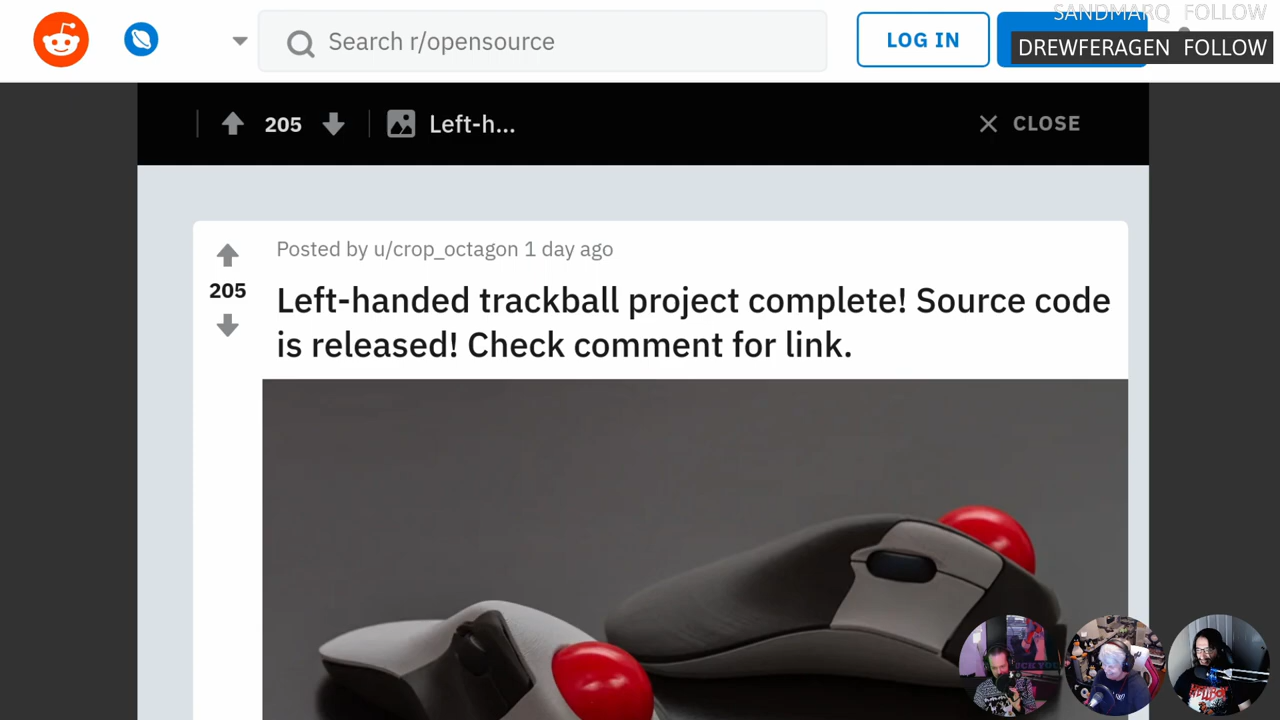 SANDMARQ FOLLOW
Search r/opensource
LOG IN
DREWFERAGEN FOLLOW
205
Left-h...
CLOSE
Posted by u/crop_octagon 1 day ago
205
Left-handed trackball project complete! Source code
is released! Check comment for link.